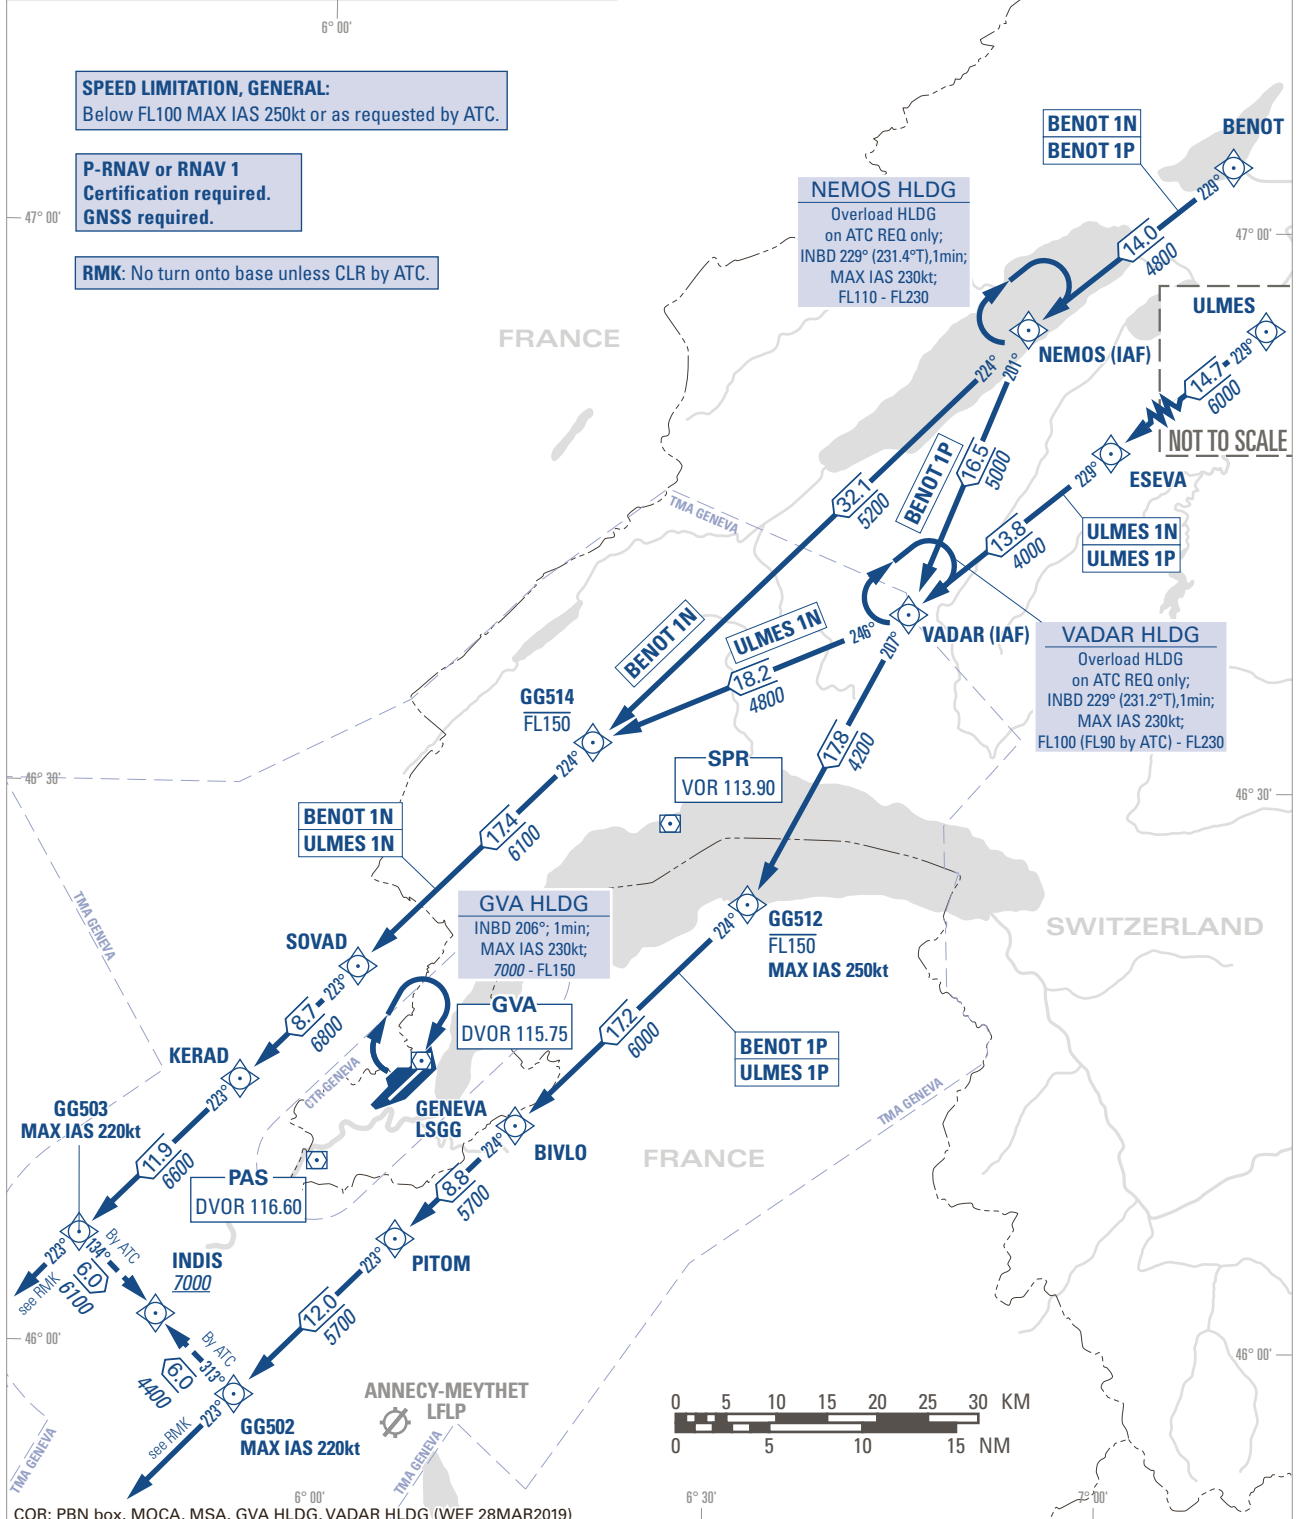 6° 00'
SPEED LIMITATION, GENERAL:
Below FL100 MAX IAS 250kt or as requested by ATC.
P-RNAV or RNAV 1
Certification required.
GNSS required.
RMK: No turn onto base unless CLR by ATC.
47° 00'
BENOT 1N
BENOT 1P
BENOT
229°
14.0
4800
47° 00'
NEMOS HLDG
Overload HLDG
on ATC REQ only;
INBD 229° (231.4°T),1min;
MAX IAS 230kt;
FL110 - FL230
FRANCE
ULMES
229°
14.7
6000
NOT TO SCALE
NEMOS (IAF)
224°
201°
ESEVA
229°
BENOT 1P
16.5
5000
32.1
5200
TMA GENEVA
13.8
4000
ULMES 1N
ULMES 1P
VADAR (IAF)
246°
207°
VADAR HLDG
Overload HLDG
on ATC REQ only;
INBD 229° (231.2°T),1min;
MAX IAS 230kt;
FL100 (FL90 by ATC) - FL230
BENOT 1N
ULMES 1N
18.2
4800
GG514
FL150
224°
17.8
4200
SPR
VOR 113.90
46° 30'
46° 30'
BENOT 1N
ULMES 1N
17.4
6100
TMA GENEVA
GVA HLDG
INBD 206°; 1min;
MAX IAS 230kt;
7000 - FL150
224°
GG512
FL150
MAX IAS 250kt
SWITZERLAND
SOVAD
223°
8.7
6800
GVA
DVOR 115.75
17.2
6000
BENOT 1P
ULMES 1P
KERAD
223°
CTR GENEVA
GENEVA
LSGG
TMA GENEVA
GG503
MAX IAS 220kt
11.9
6600
PAS
DVOR 116.60
224°
BIVLO
FRANCE
8.8
5700
223°
134°
By ATC
6.0
6100
see RMK
INDIS
7000
PITOM
223°
12.0
5700
46° 00'
46° 00'
By ATC
313°
6.0
4400
223°
see RMK
GG502
MAX IAS 220kt
ANNECY-MEYTHET
LFLP
TMA GENEVA
TMA GENEVA
0 5 10 15 20 25 30 KM
0 5 10 15 NM
6° 00'
6° 30'
7° 00'
COR: PBN box, MOCA, MSA, GVA HLDG, VADAR HLDG (WEF 28MAR2019)